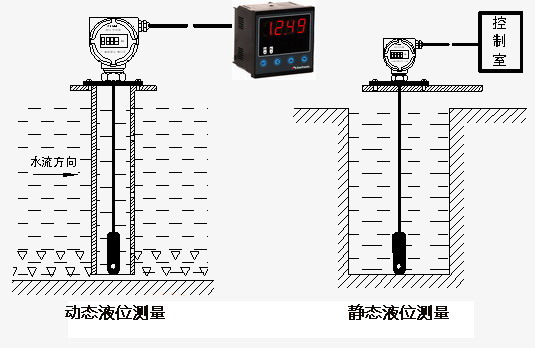 12.49
控
制
室
水流方向
动态液位测量
静态液位测量